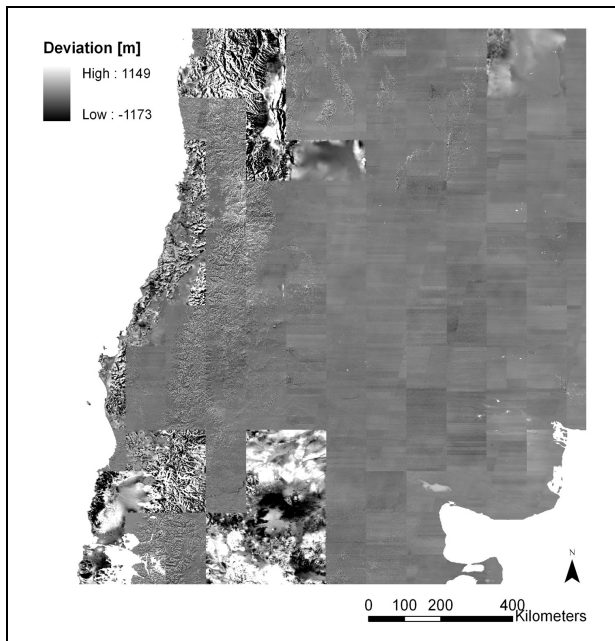 Deviation [m]
High : 1149
Low : -1173
N
0 100 200 400
Kilometers